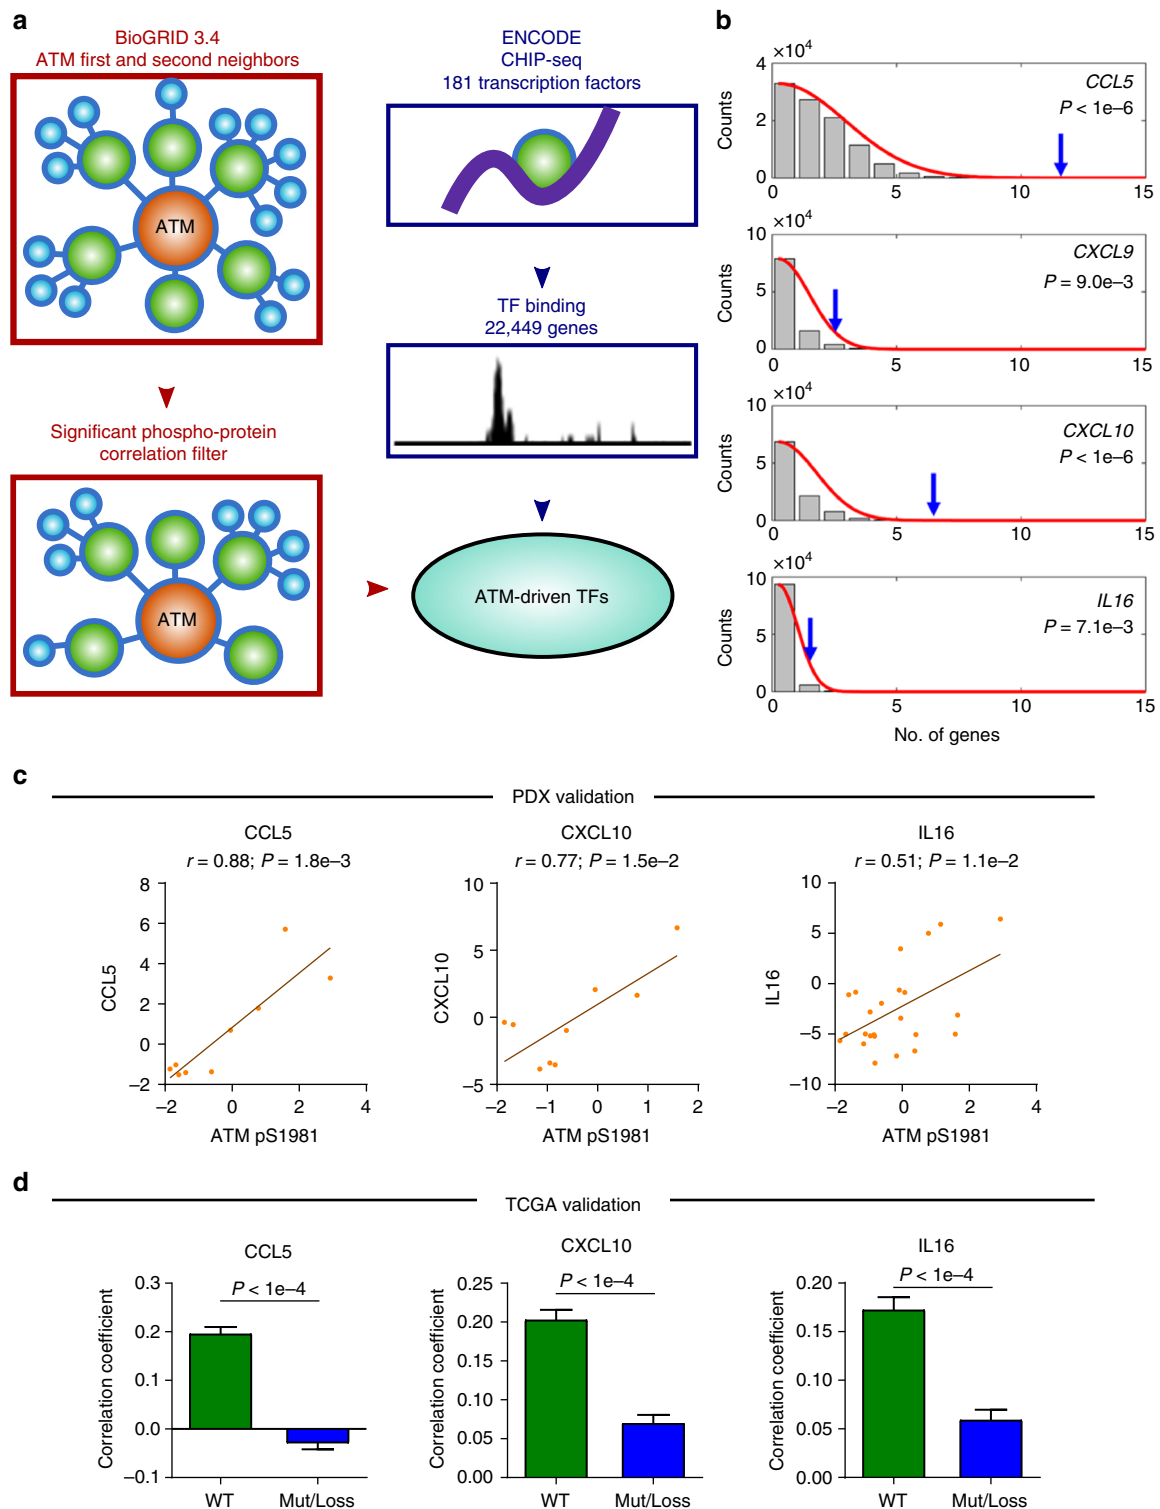 a
BioGRID 3.4
ATM first and second neighbors
ATM
Significant phospho-protein
correlation filter
ATM
ENCODE
CHIP-seq
181 transcription factors
TF binding
22,449 genes
ATM-driven TFs
b
×10⁴
4
2
0
Counts
CCL5
P < 1e–6
0 5 10 15
×10⁴
10
5
0
Counts
CXCL9
P = 9.0e–3
0 5 10 15
×10⁴
10
5
0
Counts
CXCL10
P < 1e–6
0 5 10 15
×10⁴
10
5
0
Counts
IL16
P = 7.1e–3
0 5 10 15
No. of genes
c
PDX validation
CCL5
r = 0.88; P = 1.8e–3
8
6
4
2
0
–2
CCL5
–2 0 2 4
ATM pS1981
CXCL10
r = 0.77; P = 1.5e–2
10
5
0
–5
CXCL10
–2 –1 0 1 2
ATM pS1981
IL16
r = 0.51; P = 1.1e–2
10
5
0
–5
–10
IL16
–2 0 2 4
ATM pS1981
d
TCGA validation
CCL5
P < 1e–4
0.3
0.2
0.1
0.0
–0.1
Correlation coefficient
WT Mut/Loss
CXCL10
P < 1e–4
0.25
0.20
0.15
0.10
0.05
0.00
Correlation coefficient
WT Mut/Loss
IL16
P < 1e–4
0.20
0.15
0.10
0.05
0.00
Correlation coefficient
WT Mut/Loss